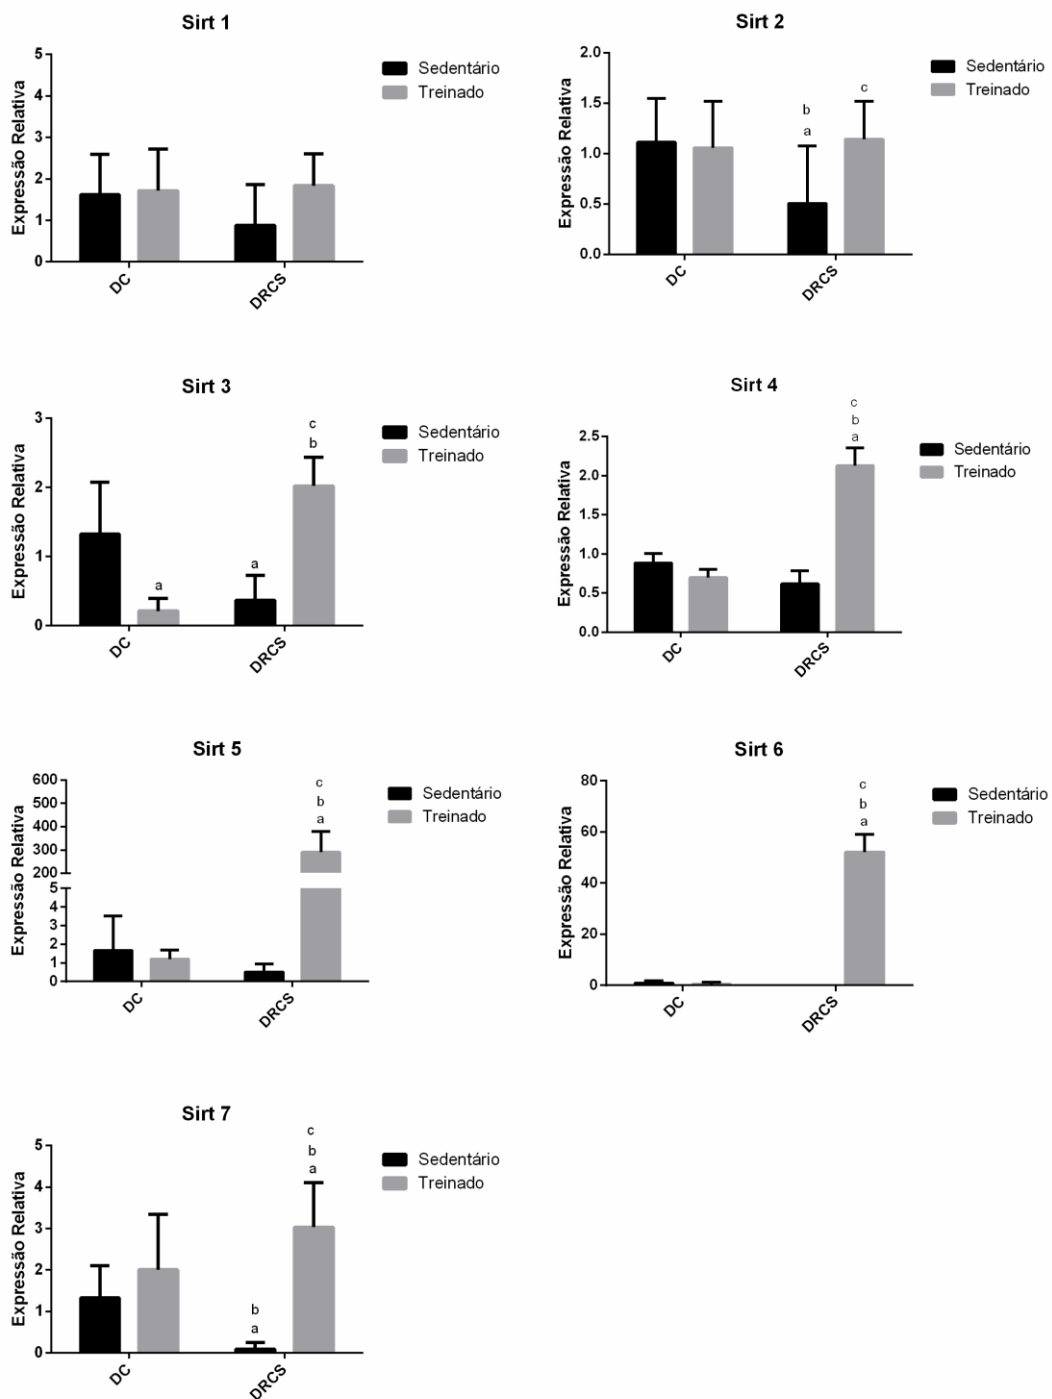 Sirt 1
5
4
3
2
1
0
Expressão Relativa
DC
DRCS
Sedentário
Treinado
Sirt 2
2.0
1.5
1.0
0.5
0.0
Expressão Relativa
b
a
c
DC
DRCS
Sedentário
Treinado
Sirt 3
3
2
1
0
Expressão Relativa
a
a
c
b
DC
DRCS
Sedentário
Treinado
Sirt 4
2.5
2.0
1.5
1.0
0.5
0.0
Expressão Relativa
c
b
a
DC
DRCS
Sedentário
Treinado
Sirt 5
600
500
400
300
200
5
4
3
2
1
0
Expressão Relativa
c
b
a
DC
DRCS
Sedentário
Treinado
Sirt 6
80
60
40
20
0
Expressão Relativa
c
b
a
DC
DRCS
Sedentário
Treinado
Sirt 7
5
4
3
2
1
0
Expressão Relativa
b
a
c
b
a
DC
DRCS
Sedentário
Treinado